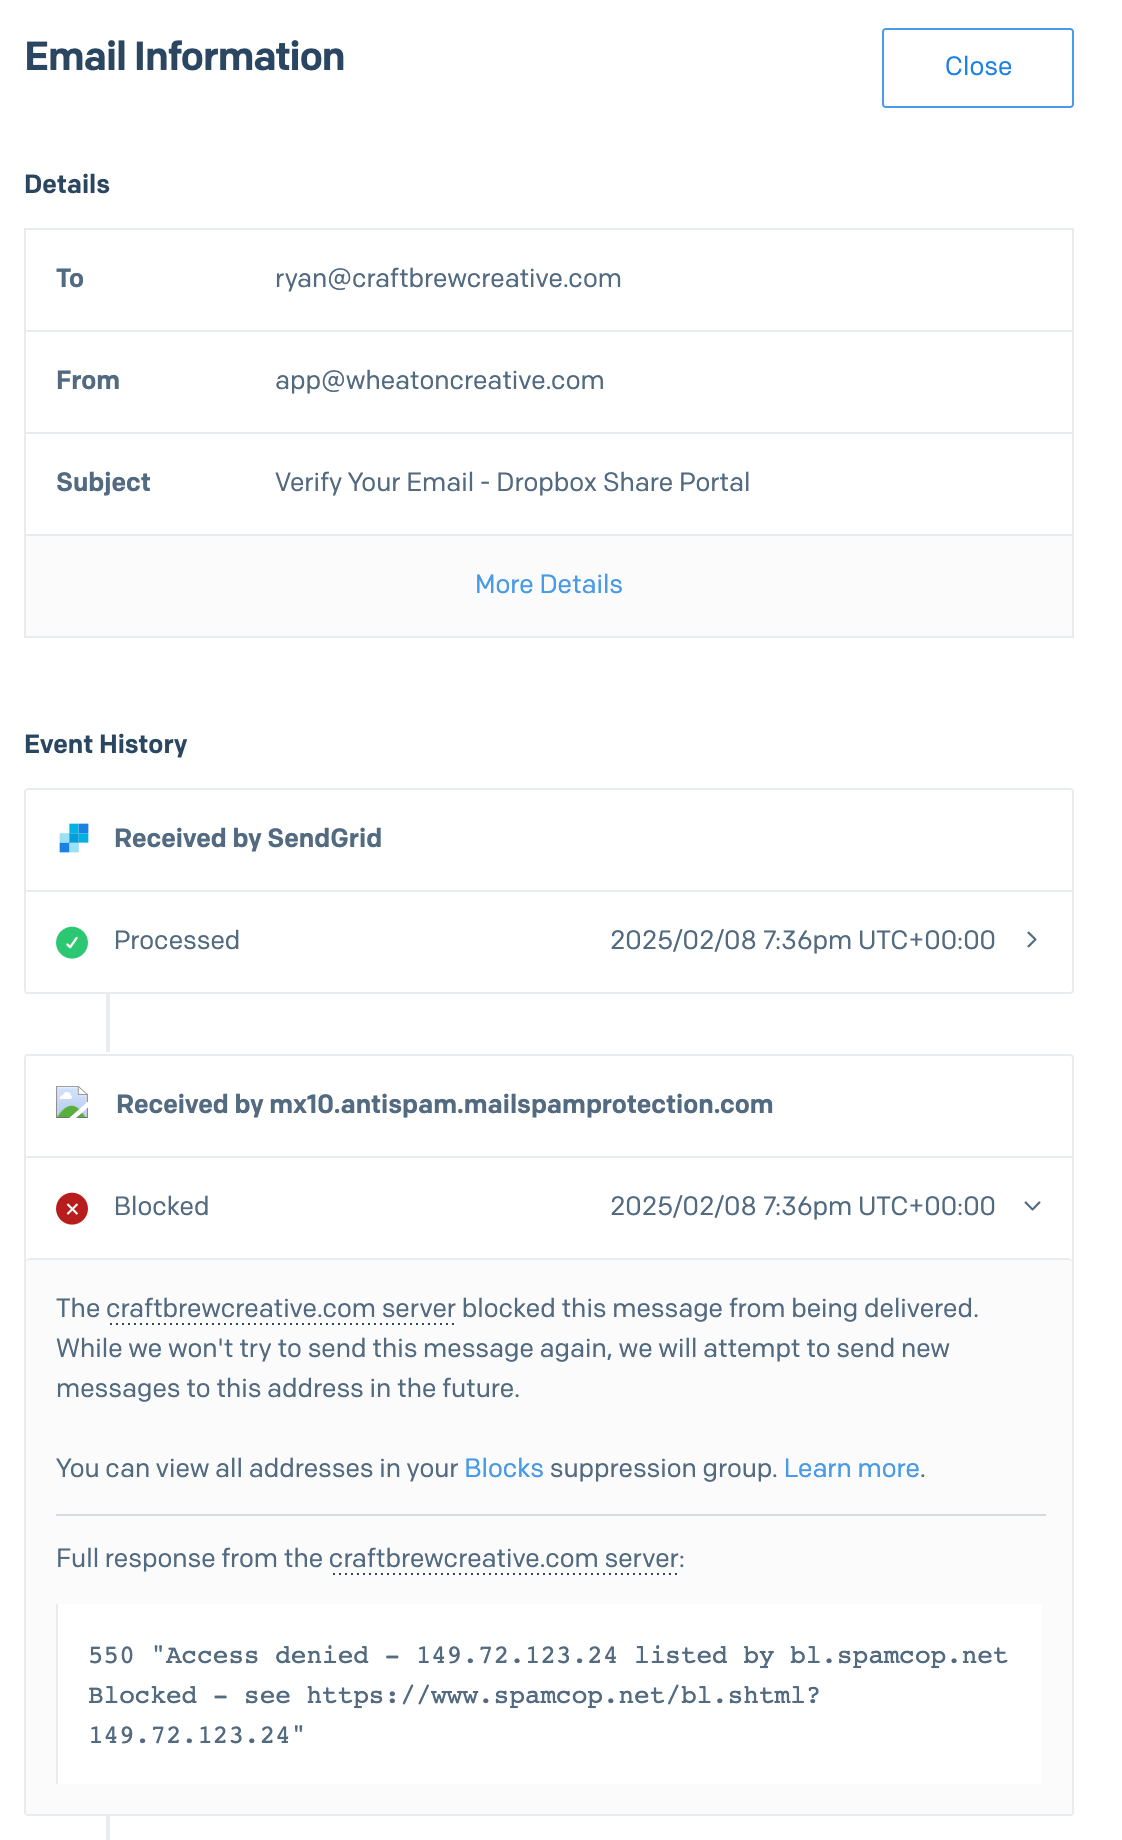 Email Information
Close
Details
To
ryan@craftbrewcreative.com
From
app@wheatoncreative.com
Subject
Verify Your Email - Dropbox Share Portal
More Details
Event History
Received by SendGrid
Processed
2025/02/08 7:36pm UTC+00:00
Received by mx10.antispam.mailspamprotection.com
Blocked
2025/02/08 7:36pm UTC+00:00
The craftbrewcreative.com server blocked this message from being delivered.
While we won't try to send this message again, we will attempt to send new
messages to this address in the future.
You can view all addresses in your Blocks suppression group. Learn more.
Full response from the craftbrewcreative.com server:
550 "Access denied - 149.72.123.24 listed by bl.spamcop.net
Blocked - see https://www.spamcop.net/bl.shtml?
149.72.123.24"